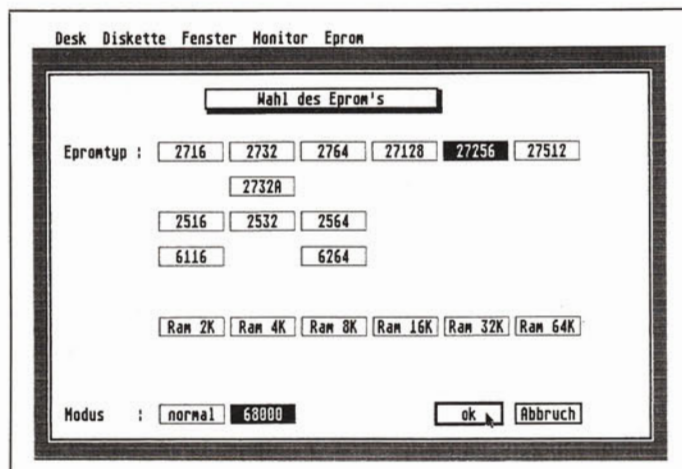 Desk Diskette Fenster Monitor Eprom
Wahl des Eprom's
Epromtyp : 2716 2732 2764 27128 27256 27512
2732A
2516 2532 2564
6116 6264
Ram 2K Ram 4K Ram 8K Ram 16K Ram 32K Ram 64K
Modus : normal 68000 ok Abbruch